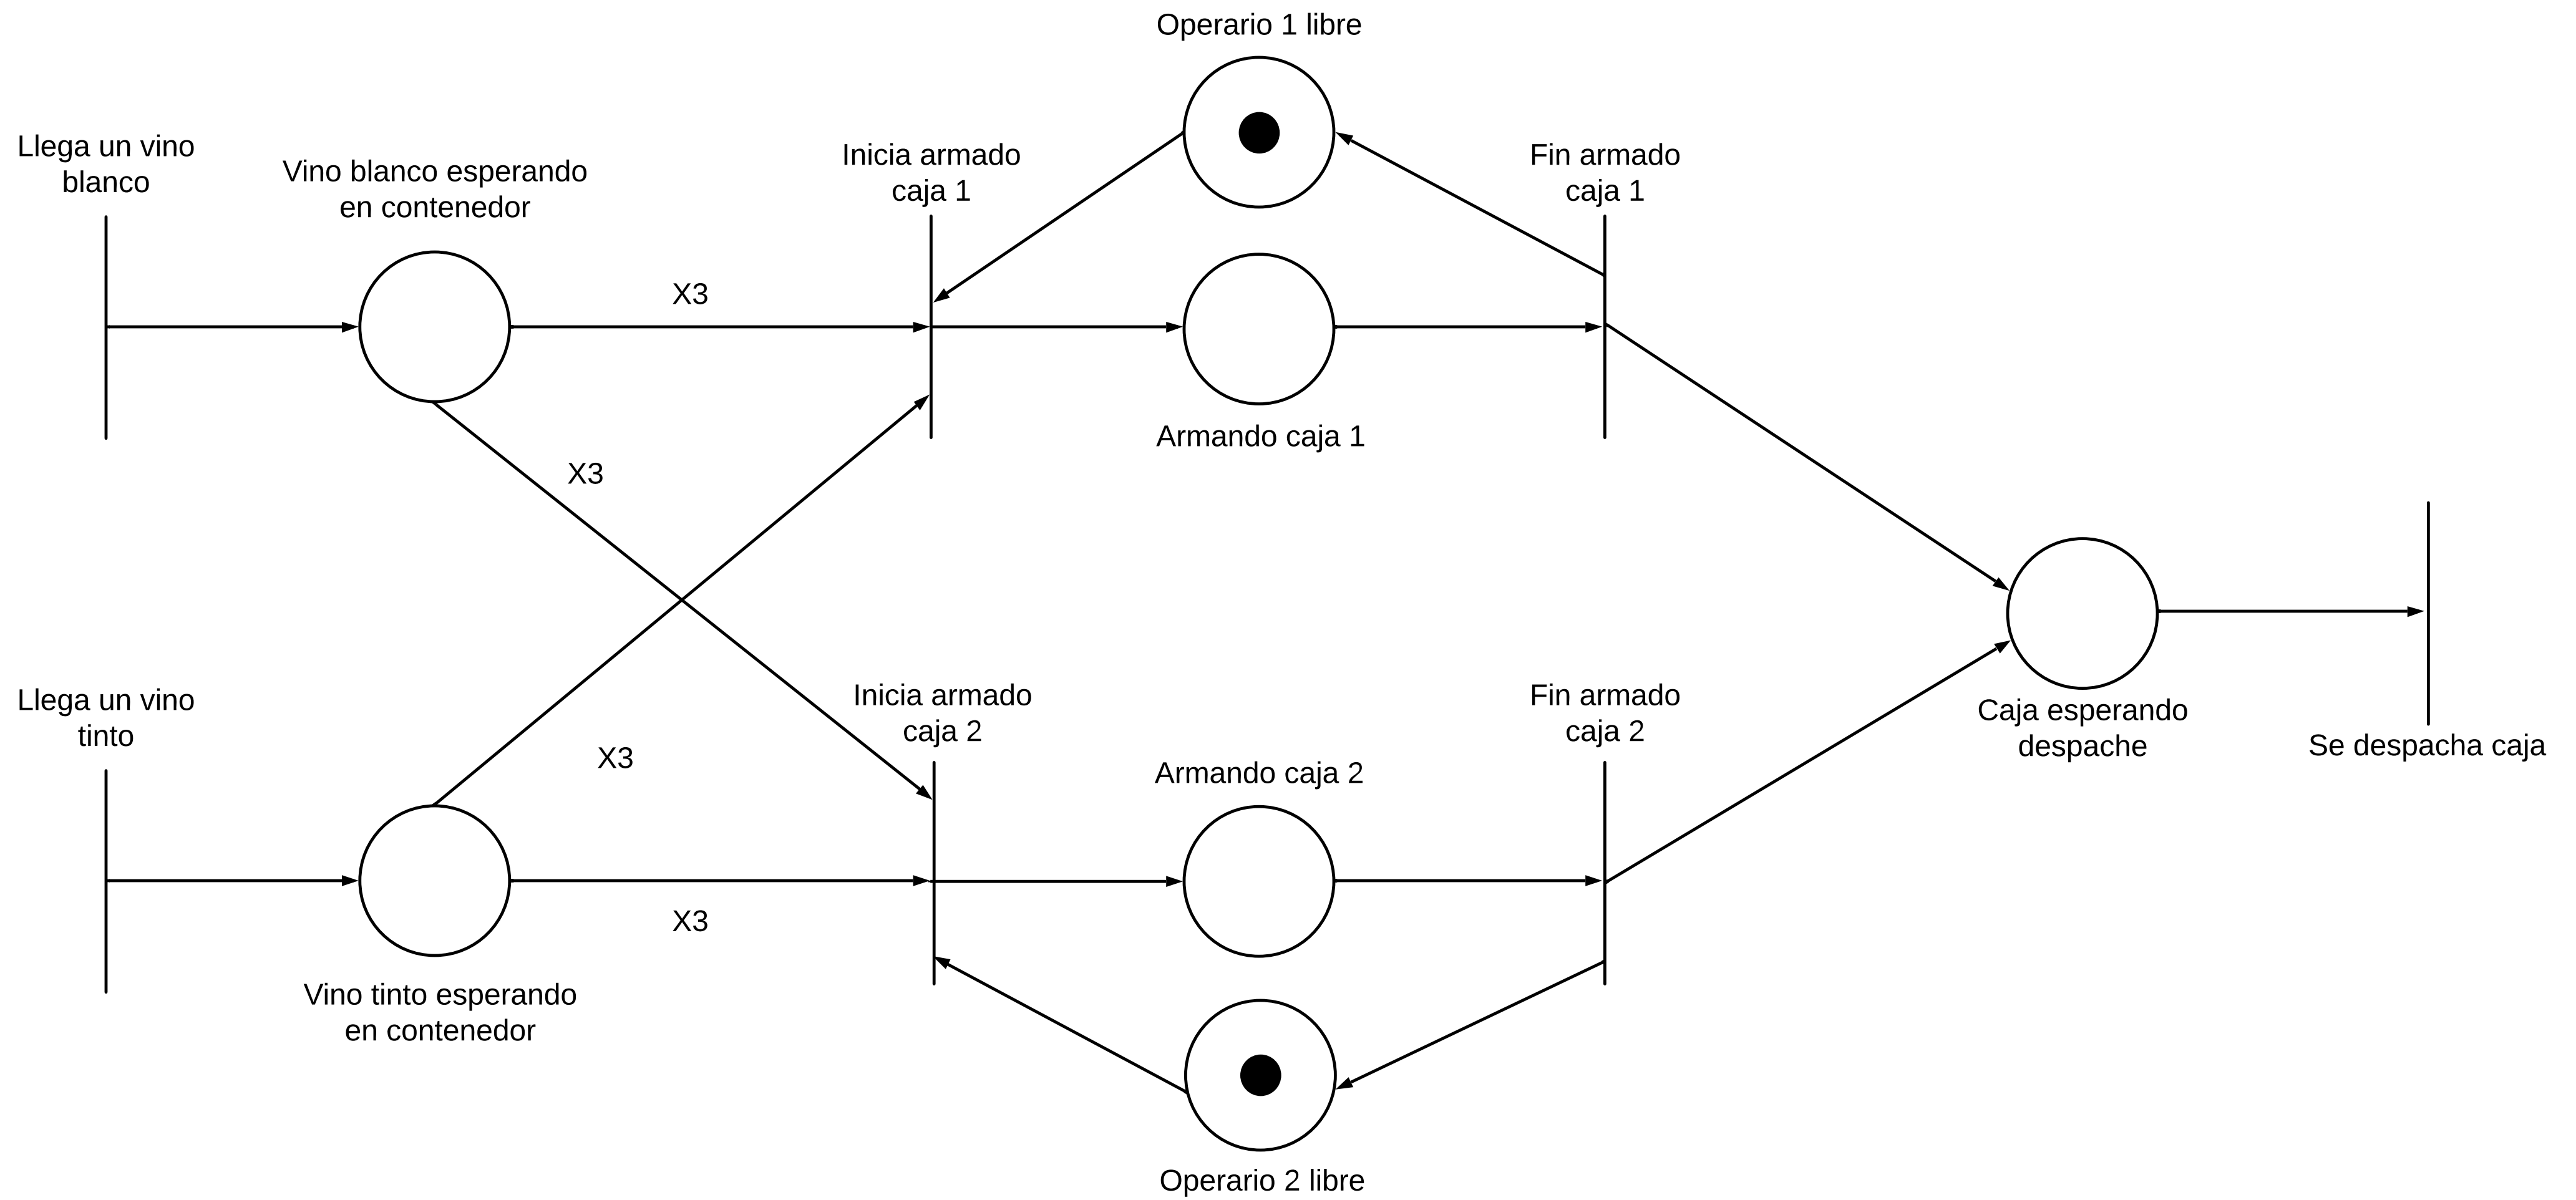 Operario 1 libre
Llega un vino
blanco
Vino blanco esperando
en contenedor
Inicia armado
caja 1
Fin armado
caja 1
X3
Armando caja 1
X3
Llega un vino
tinto
X3
Inicia armado
caja 2
Fin armado
caja 2
Armando caja 2
Caja esperando
despache
Se despacha caja
X3
Vino tinto esperando
en contenedor
Operario 2 libre